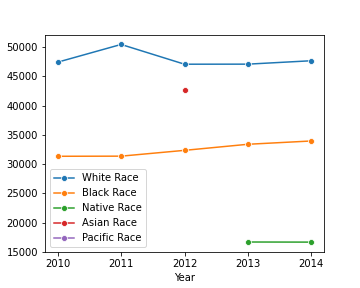 50000
45000
40000
35000
30000
25000
20000
15000
White Race
Black Race
Native Race
Asian Race
Pacific Race
2010 2011 2012 2013 2014
Year